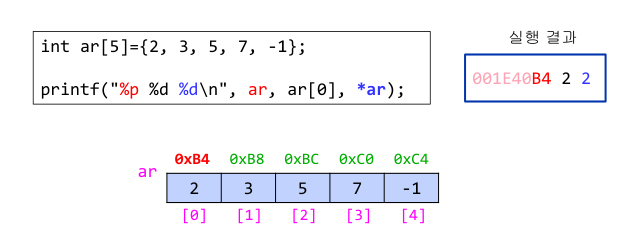 int ar[5]={2, 3, 5, 7, -1};
printf("%p %d %d\n", ar, ar[0], *ar);
실행 결과
001E40B4 2 2
0xB4 0xB8 0xBC 0xC0 0xC4
ar
2 3 5 7 -1
[0] [1] [2] [3] [4]